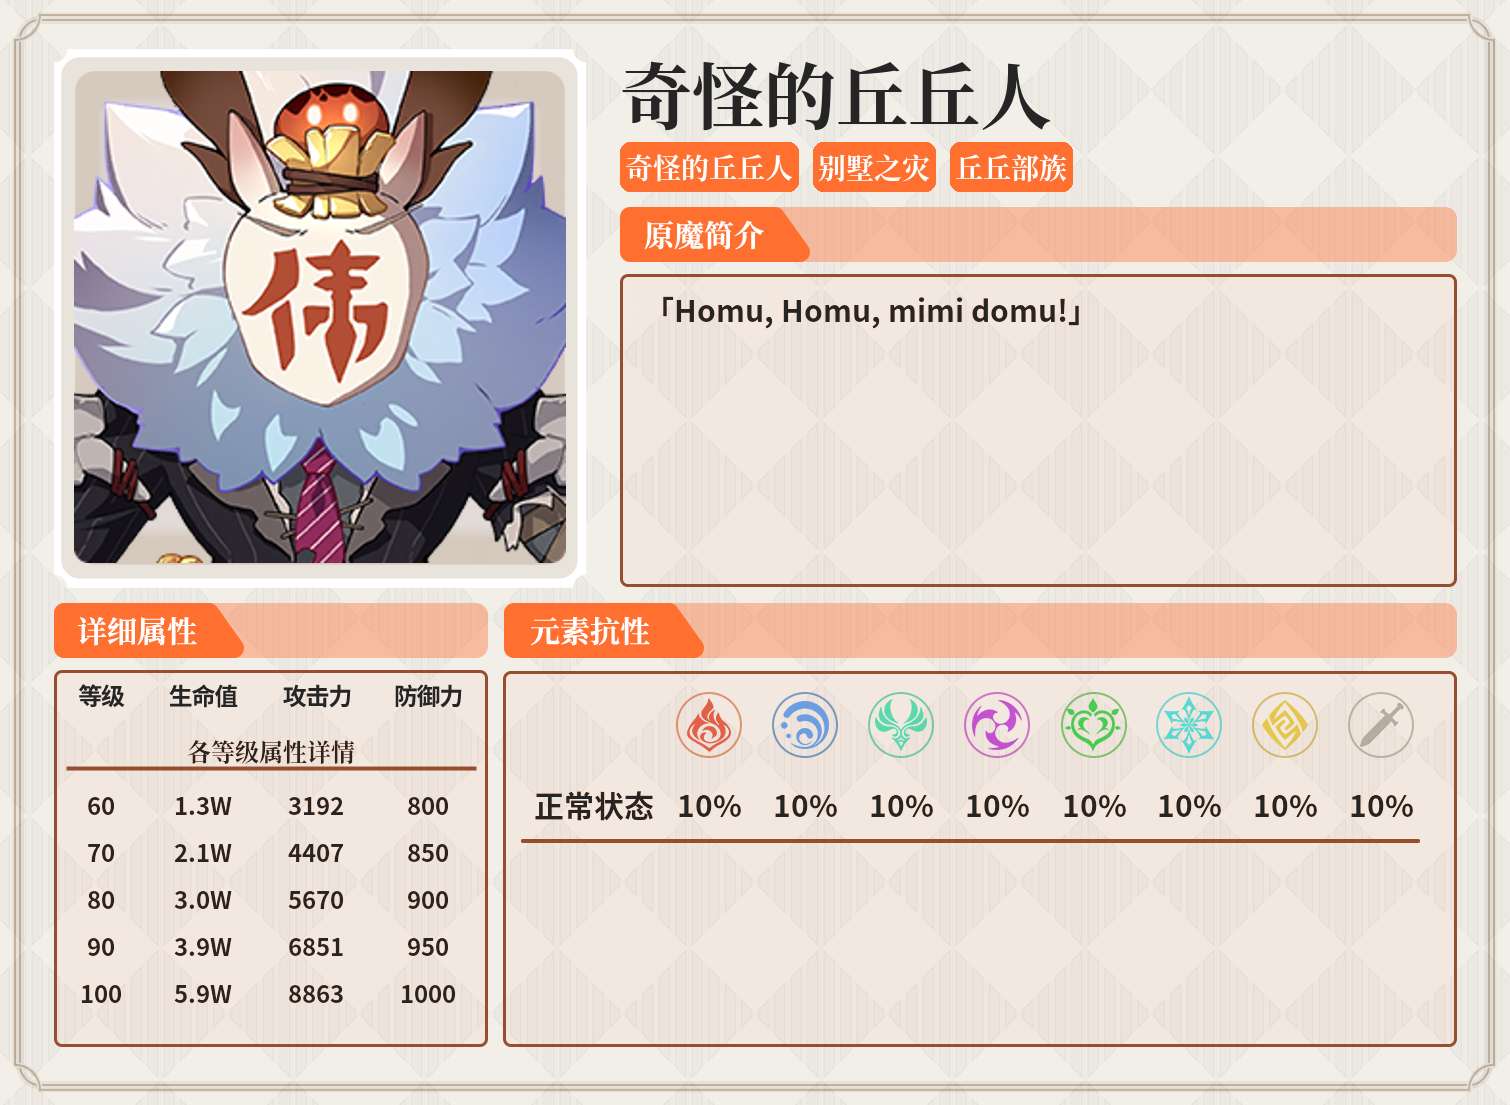 奇怪的丘丘人
奇怪的丘丘人 别墅之灾 丘丘部族
原魔简介
「Homu, Homu, mimi domu!」
伟
详细属性
等级 生命值 攻击力 防御力
各等级属性详情
60 1.3W 3192 800
70 2.1W 4407 850
80 3.0W 5670 900
90 3.9W 6851 950
100 5.9W 8863 1000
元素抗性
正常状态 10% 10% 10% 10% 10% 10% 10% 10%